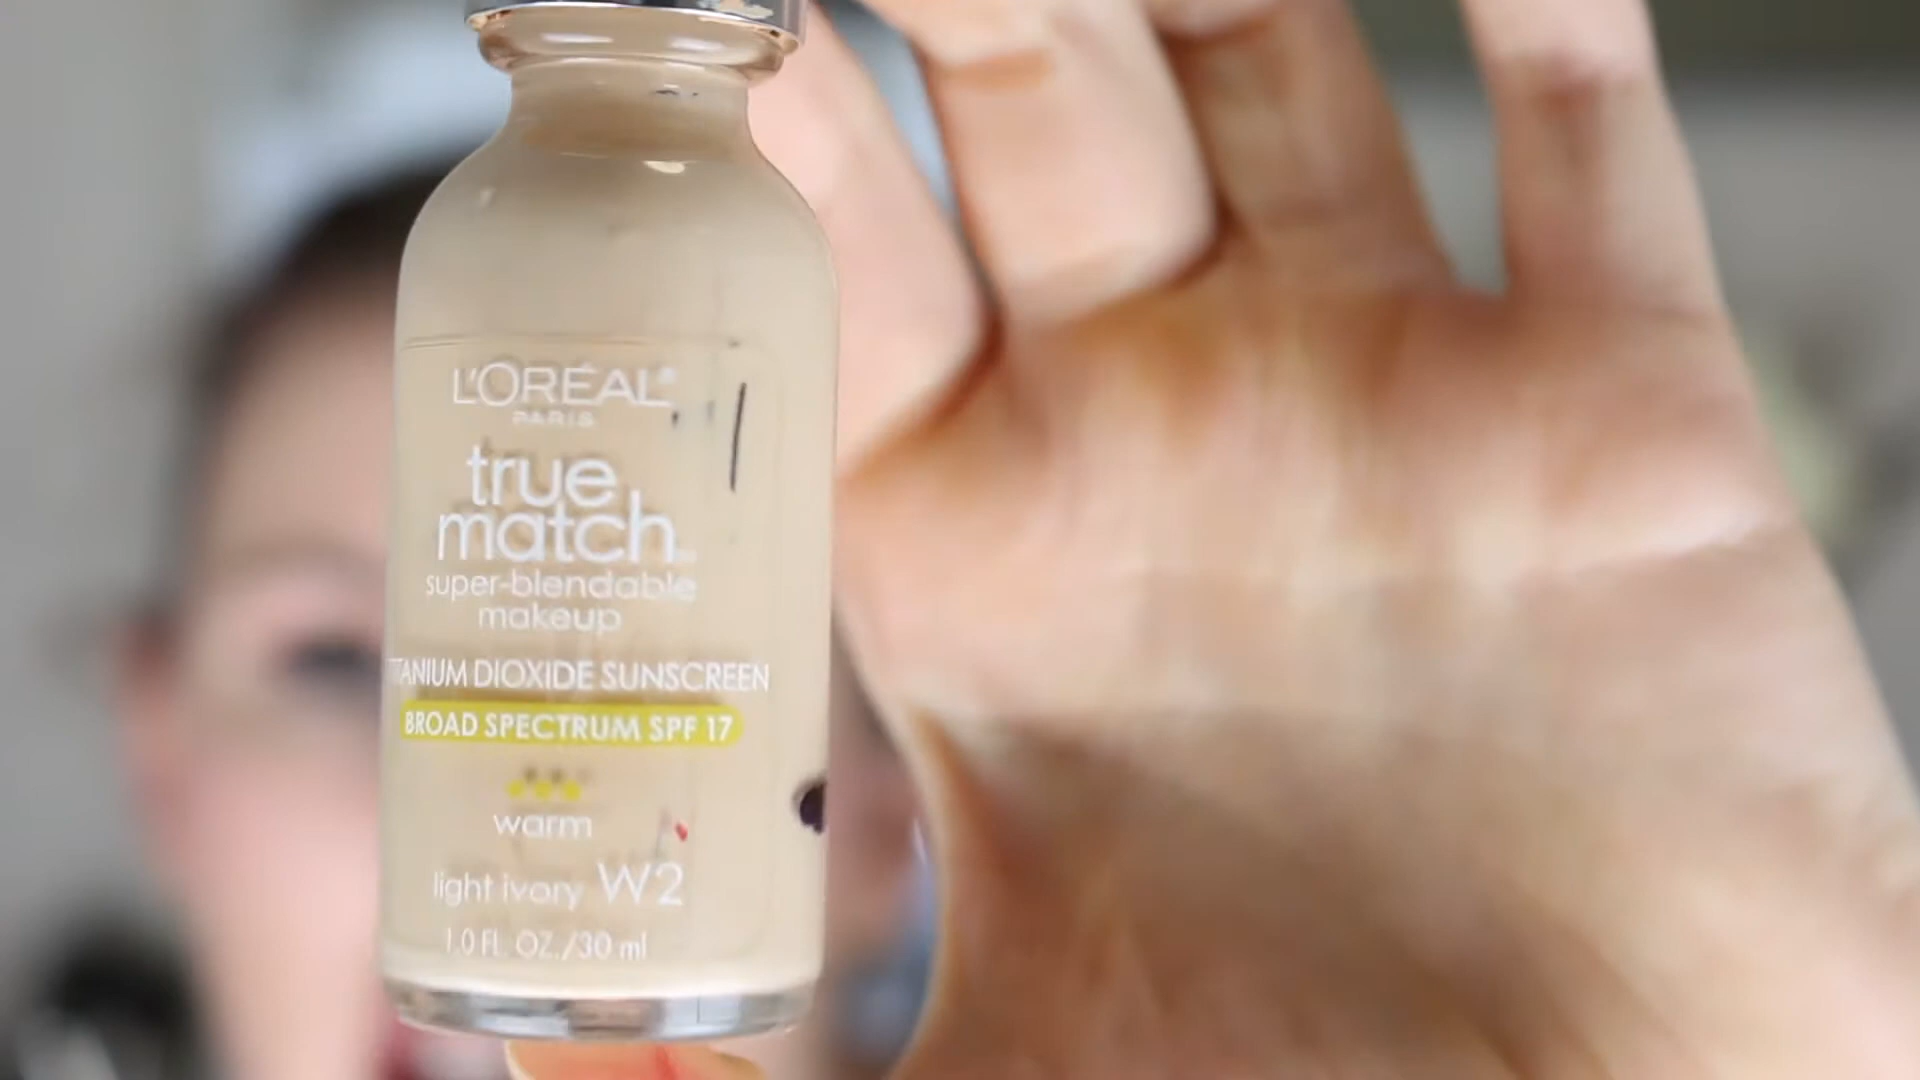 L'ORÉAL
PARIS
true
match
super-blendable
makeup
TITANIUM DIOXIDE SUNSCREEN
BROAD SPECTRUM SPF 17
warm
light ivory W2
1.0 FL. OZ./30 ml